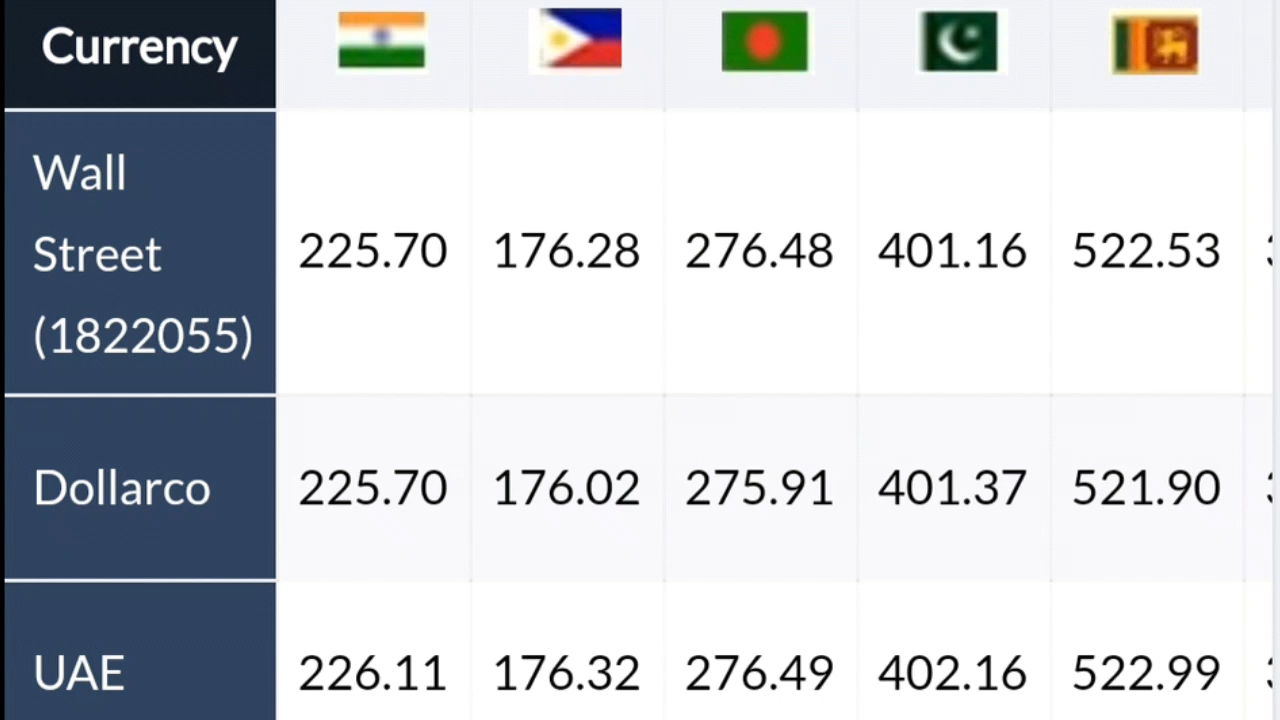 Currency
Wall
Street
(1822055)
225.70 176.28 276.48 401.16 522.53
Dollarco 225.70 176.02 275.91 401.37 521.90
UAE 226.11 176.32 276.49 402.16 522.99